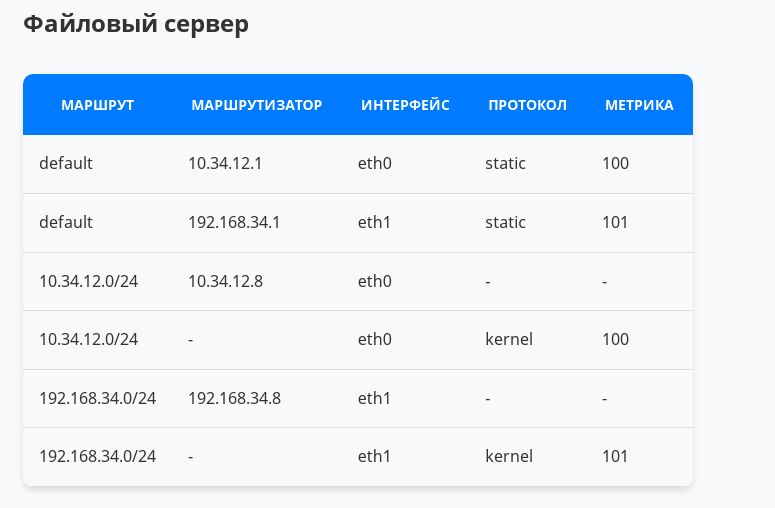 Файловый сервер
МАРШРУТ МАРШРУТИЗАТОР ИНТЕРФЕЙС ПРОТОКОЛ МЕТРИКА
default 10.34.12.1 eth0 static 100
default 192.168.34.1 eth1 static 101
10.34.12.0/24 10.34.12.8 eth0 - -
10.34.12.0/24 - eth0 kernel 100
192.168.34.0/24 192.168.34.8 eth1 - -
192.168.34.0/24 - eth1 kernel 101